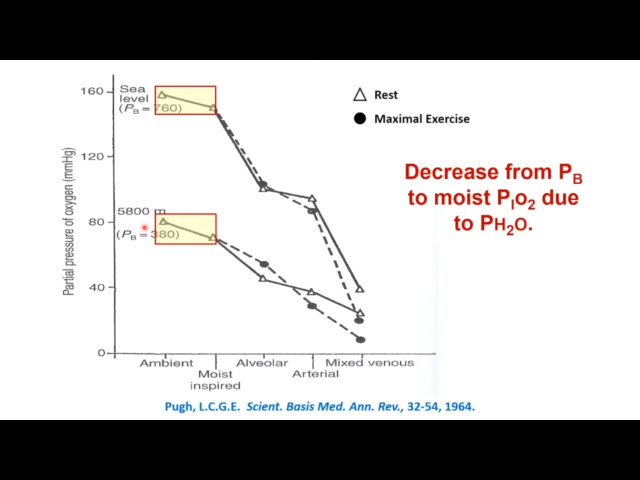 160
Sea
level
(PB = 760)
120
80
5800 m
(PB = 380)
40
0
Partial pressure of oxygen (mmHg)
Ambient
Moist
inspired
Alveolar
Arterial
Mixed venous
Rest
Maximal Exercise
Decrease from PB
to moist PIO2 due
to PH2O.
Pugh, L.C.G.E. Scient. Basis Med. Ann. Rev., 32-54, 1964.